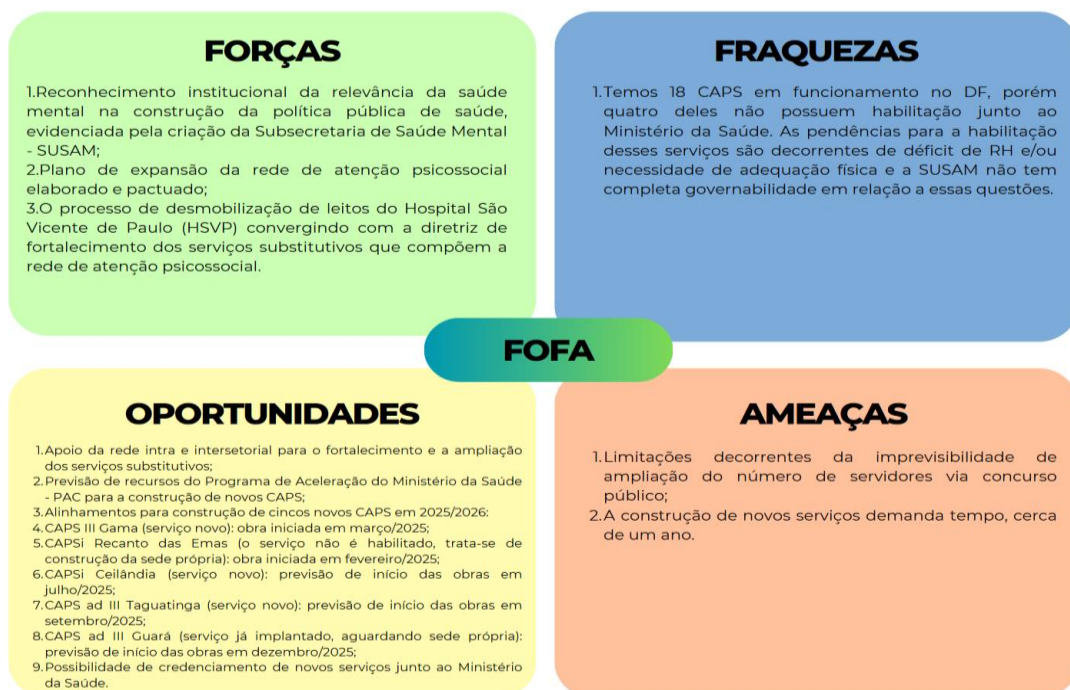 FORÇAS
1.Reconhecimento institucional da relevância da saúde
mental na construção da política pública de saúde,
evidenciada pela criação da Subsecretaria de Saúde Mental
- SUSAM;
2.Plano de expansão da rede de atenção psicossocial
elaborado e pactuado;
3.O processo de desmobilização de leitos do Hospital São
Vicente de Paulo (HSVP) convergindo com a diretriz de
fortalecimento dos serviços substitutivos que compõem a
rede de atenção psicossocial.
FRAQUEZAS
1.Temos 18 CAPS em funcionamento no DF, porém
quatro deles não possuem habilitação junto ao
Ministério da Saúde. As pendências para a habilitação
desses serviços são decorrentes de déficit de RH e/ou
necessidade de adequação física e a SUSAM não tem
completa governabilidade em relação a essas questões.
FOFA
OPORTUNIDADES
1.Apoio da rede intra e intersetorial para o fortalecimento e a ampliação
dos serviços substitutivos;
2.Previsão de recursos do Programa de Aceleração do Ministério da Saúde
- PAC para a construção de novos CAPS;
3.Alinhamentos para construção de cincos novos CAPS em 2025/2026:
4.CAPS III Gama (serviço novo): obra iniciada em março/2025;
5.CAPSi Recanto das Emas (o serviço não é habilitado, trata-se de
construção da sede própria): obra iniciada em fevereiro/2025;
6.CAPSi Ceilândia (serviço novo): previsão de início das obras em
julho/2025;
7.CAPS ad III Taguatinga (serviço novo): previsão de início das obras em
setembro/2025;
8.CAPS ad III Guará (serviço já implantado, aguardando sede própria):
previsão de início das obras em dezembro/2025;
9.Possibilidade de credenciamento de novos serviços junto ao Ministério
da Saúde.
AMEAÇAS
1.Limitações decorrentes da imprevisibilidade de
ampliação do número de servidores via concurso
público;
2.A construção de novos serviços demanda tempo, cerca
de um ano.